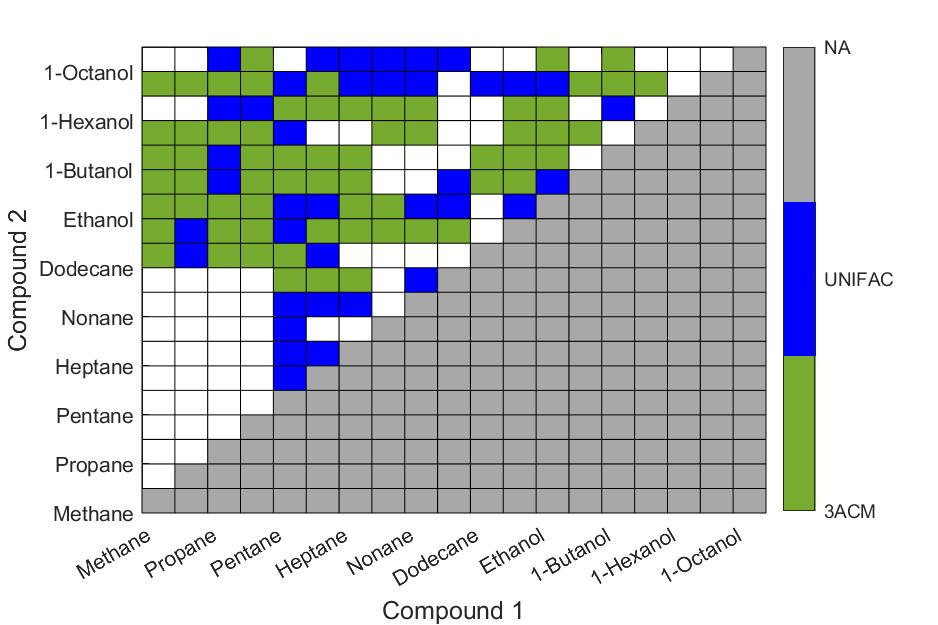 NA
1-Octanol
1-Hexanol
1-Butanol
Ethanol
Dodecane
Nonane
Heptane
Pentane
Propane
Methane
Compound 2
UNIFAC
3ACM
Methane
Propane
Pentane
Heptane
Nonane
Dodecane
Ethanol
1-Butanol
1-Hexanol
1-Octanol
Compound 1